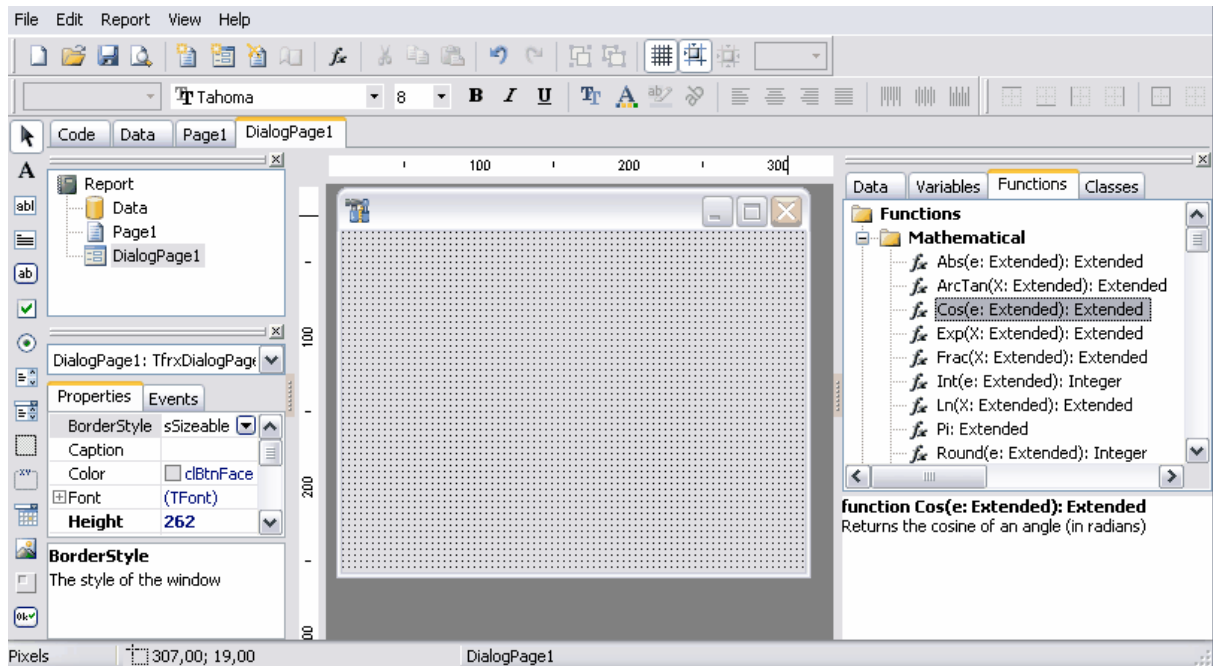 File Edit Report View Help
Tahoma 8 B I U
Code Data Page1 DialogPage1
Report
Data
Page1
DialogPage1
DialogPage1: TfrxDialogPage
Properties Events
BorderStyle sSizeable
Caption
Color clBtnFace
Font (TFont)
Height 262
BorderStyle
The style of the window
100 200 300
100
200
Data Variables Functions Classes
Functions
Mathematical
Abs(e: Extended): Extended
ArcTan(X: Extended): Extended
Cos(e: Extended): Extended
Exp(X: Extended): Extended
Frac(X: Extended): Extended
Int(e: Extended): Integer
Ln(X: Extended): Extended
Pi: Extended
Round(e: Extended): Integer
function Cos(e: Extended): Extended
Returns the cosine of an angle (in radians)
Pixels 307,00; 19,00 DialogPage1